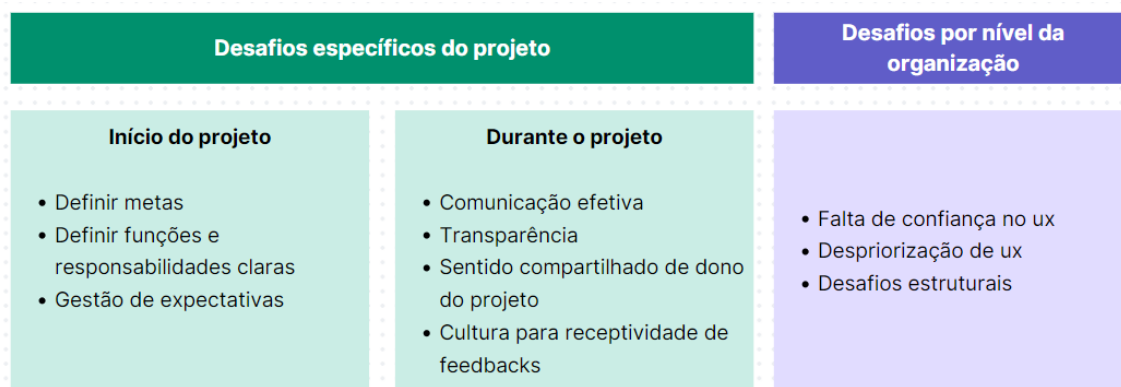 Desafios específicos do projeto
Desafios por nível da
organização
Início do projeto
• Definir metas
• Definir funções e
responsabilidades claras
• Gestão de expectativas
Durante o projeto
• Comunicação efetiva
• Transparência
• Sentido compartilhado de dono
do projeto
• Cultura para receptividade de
feedbacks
• Falta de confiança no ux
• Despriorização de ux
• Desafios estruturais